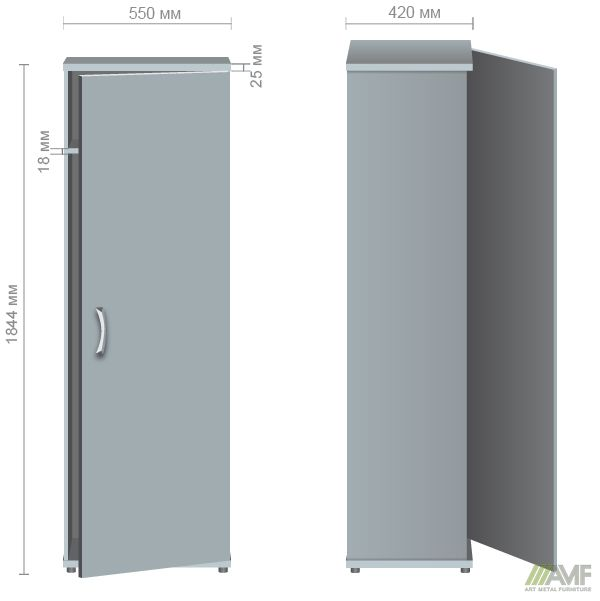 550 мм
420 мм
25 мм
18 мм
1844 мм
AMF
ART METAL FURNITURE